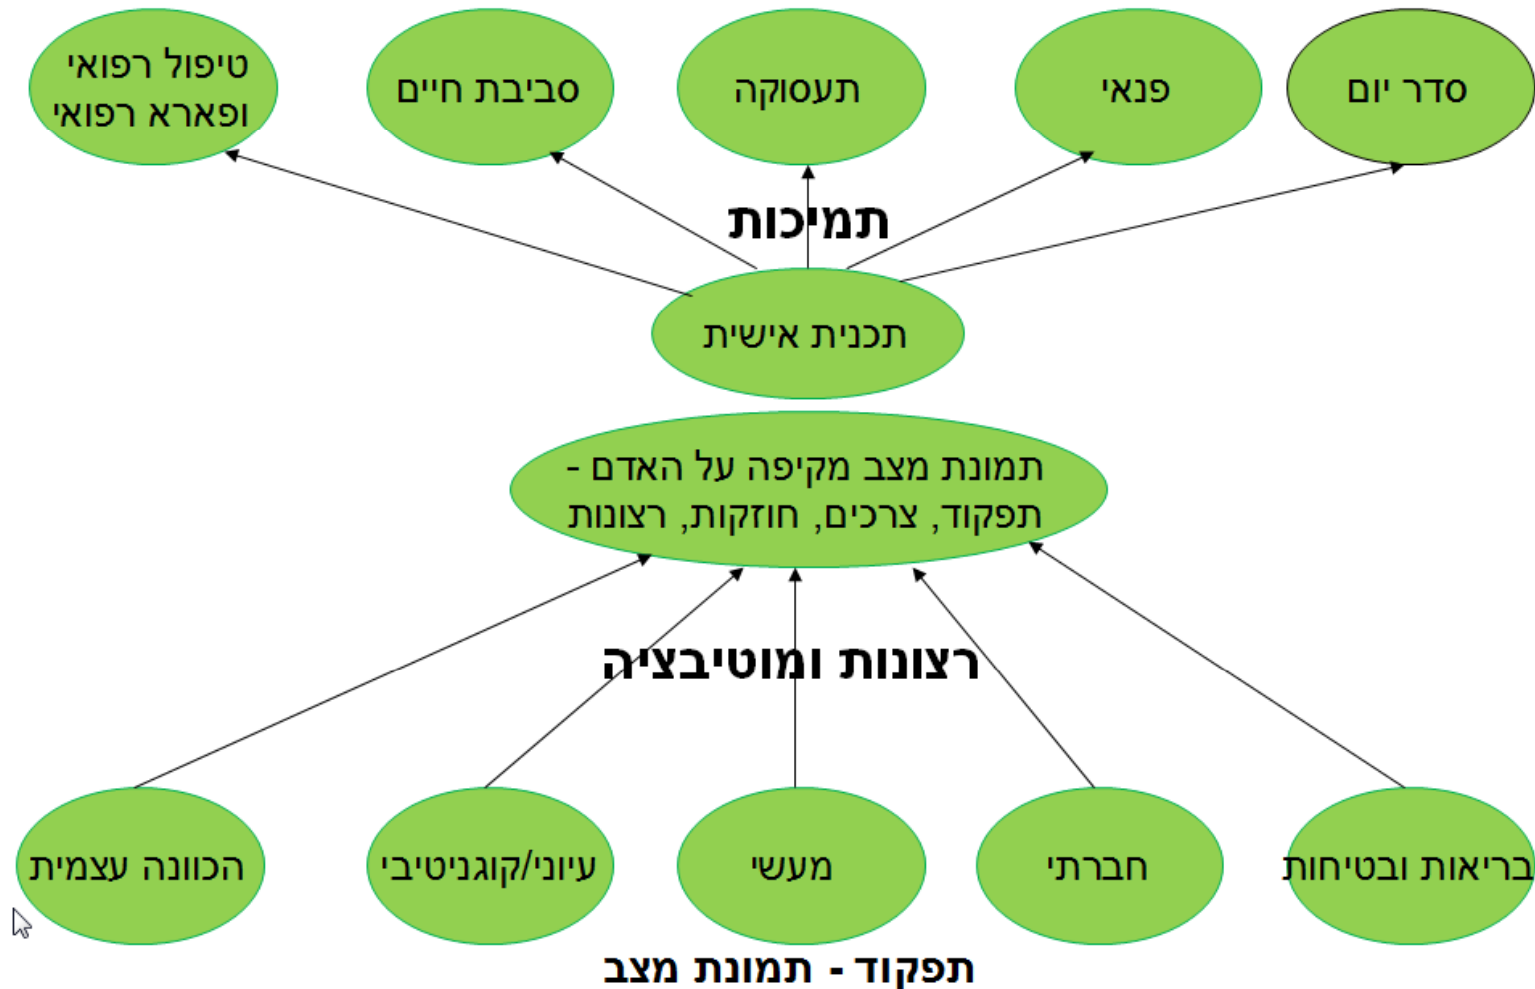 סדר יום
פנאי
תעסוקה
סביבת חיים
טיפול רפואי
ופארא רפואי
תמיכות
תכנית אישית
תמונת מצב מקיפה על האדם -
תפקוד, צרכים, חוזקות, רצונות
רצונות ומוטיבציה
בריאות ובטיחות
חברתי
מעשי
עיוני/קוגניטיבי
הכוונה עצמית
תפקוד - תמונת מצב